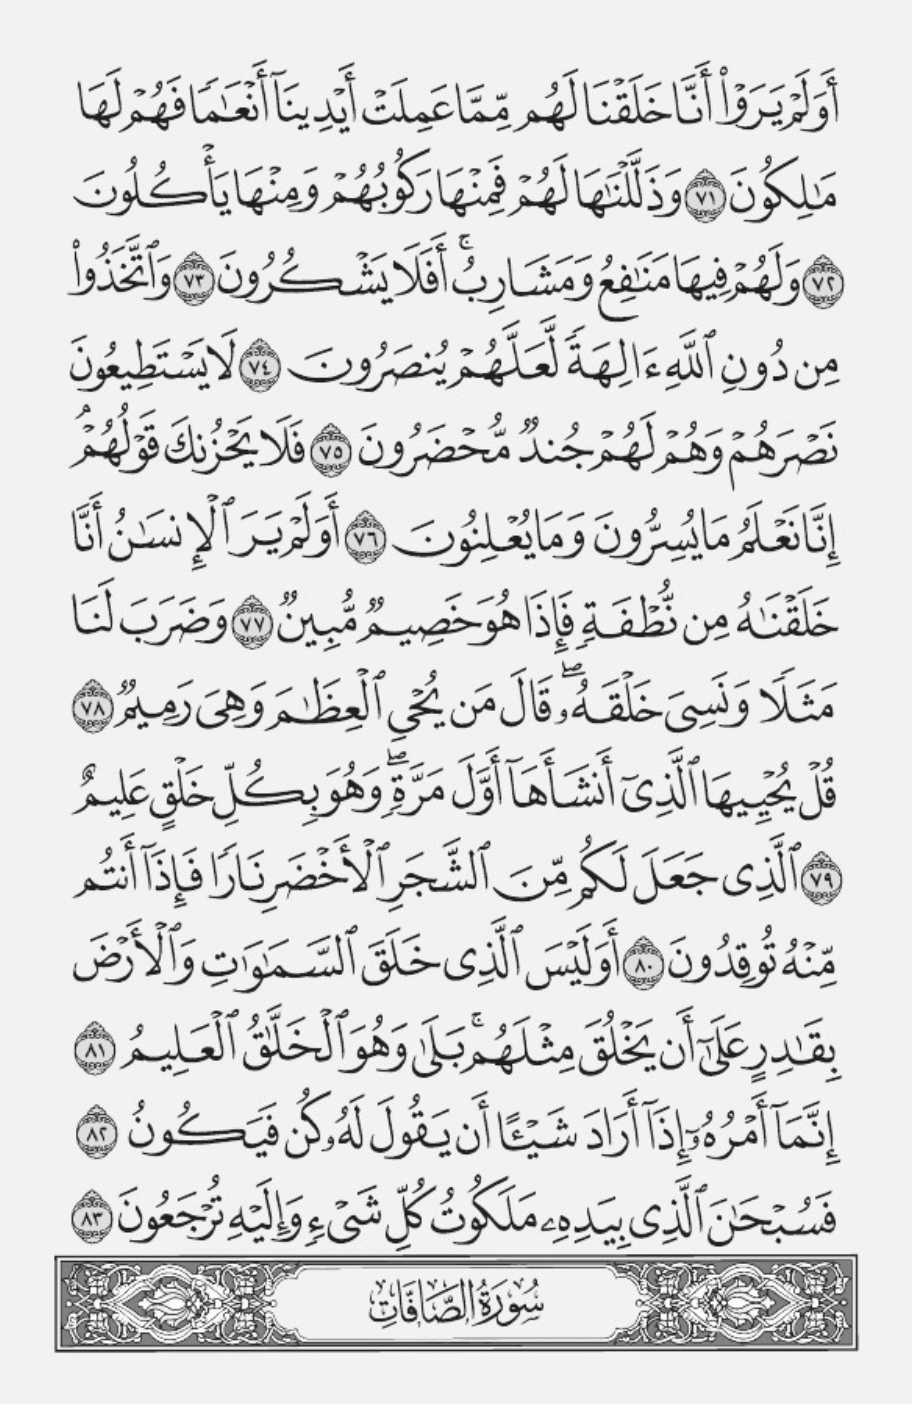 أَوَلَمْ يَرَوْا۟ أَنَّا خَلَقْنَا لَهُم مِّمَّا عَمِلَتْ أَيْدِينَآ أَنْعَـٰمًا فَهُمْ لَهَا
مَـٰلِكُونَ ٧١ وَذَلَّلْنَـٰهَا لَهُمْ فَمِنْهَا رَكُوبُهُمْ وَمِنْهَا يَأْكُلُونَ
٧٢ وَلَهُمْ فِيهَا مَنَـٰفِعُ وَمَشَارِبُ ۚ أَفَلَا يَشْكُرُونَ ٧٣ وَٱتَّخَذُوا۟
مِن دُونِ ٱللَّهِ ءَالِهَةً لَّعَلَّهُمْ يُنصَرُونَ ٧٤ لَا يَسْتَطِيعُونَ
نَصْرَهُمْ وَهُمْ لَهُمْ جُندٌ مُّحْضَرُونَ ٧٥ فَلَا يَحْزُنكَ قَوْلُهُمْ ۘ
إِنَّا نَعْلَمُ مَا يُسِرُّونَ وَمَا يُعْلِنُونَ ٧٦ أَوَلَمْ يَرَ ٱلْإِنسَـٰنُ أَنَّا
خَلَقْنَـٰهُ مِن نُّطْفَةٍ فَإِذَا هُوَ خَصِيمٌ مُّبِينٌ ٧٧ وَضَرَبَ لَنَا
مَثَلًا وَنَسِىَ خَلْقَهُۥ ۖ قَالَ مَن يُحْىِ ٱلْعِظَـٰمَ وَهِىَ رَمِيمٌ ٧٨
قُلْ يُحْيِيهَا ٱلَّذِىٓ أَنشَأَهَآ أَوَّلَ مَرَّةٍ ۖ وَهُوَ بِكُلِّ خَلْقٍ عَلِيمٌ
٧٩ ٱلَّذِى جَعَلَ لَكُم مِّنَ ٱلشَّجَرِ ٱلْأَخْضَرِ نَارًا فَإِذَآ أَنتُم
مِّنْهُ تُوقِدُونَ ٨٠ أَوَلَيْسَ ٱلَّذِى خَلَقَ ٱلسَّمَـٰوَٰتِ وَٱلْأَرْضَ
بِقَـٰدِرٍ عَلَىٰٓ أَن يَخْلُقَ مِثْلَهُم ۚ بَلَىٰ وَهُوَ ٱلْخَلَّـٰقُ ٱلْعَلِيمُ ٨١
إِنَّمَآ أَمْرُهُۥٓ إِذَآ أَرَادَ شَيْـًٔا أَن يَقُولَ لَهُۥ كُن فَيَكُونُ ٨٢
فَسُبْحَـٰنَ ٱلَّذِى بِيَدِهِۦ مَلَكُوتُ كُلِّ شَىْءٍ وَإِلَيْهِ تُرْجَعُونَ ٨٣
سُورَةُ الصَّافَّاتِ